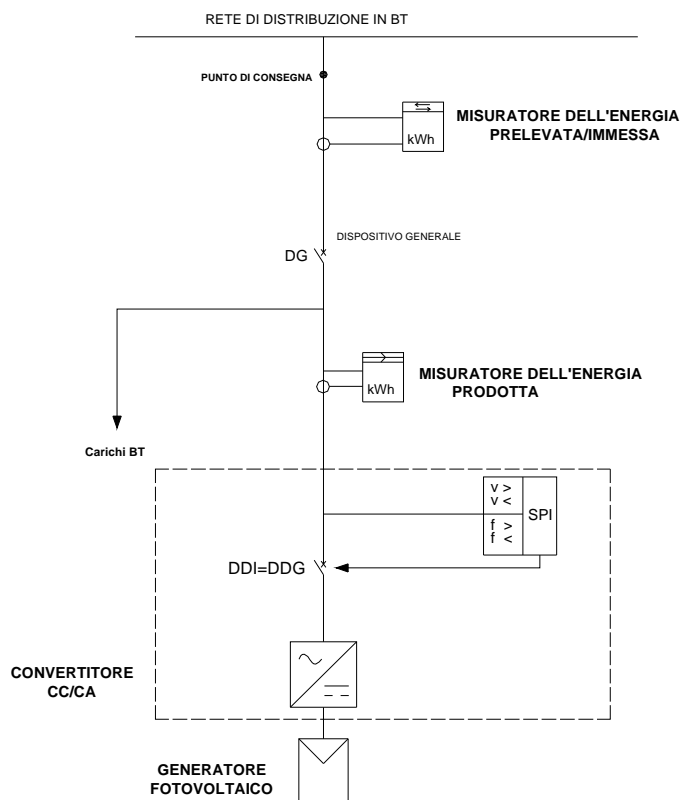 RETE DI DISTRIBUZIONE IN BT
PUNTO DI CONSEGNA
kWh
MISURATORE DELL'ENERGIA
PRELEVATA/IMMESSA
DISPOSITIVO GENERALE
DG
kWh
MISURATORE DELL'ENERGIA
PRODOTTA
Carichi BT
v >
v <
f >
f <
SPI
DDI=DDG
CONVERTITORE
CC/CA
GENERATORE
FOTOVOLTAICO